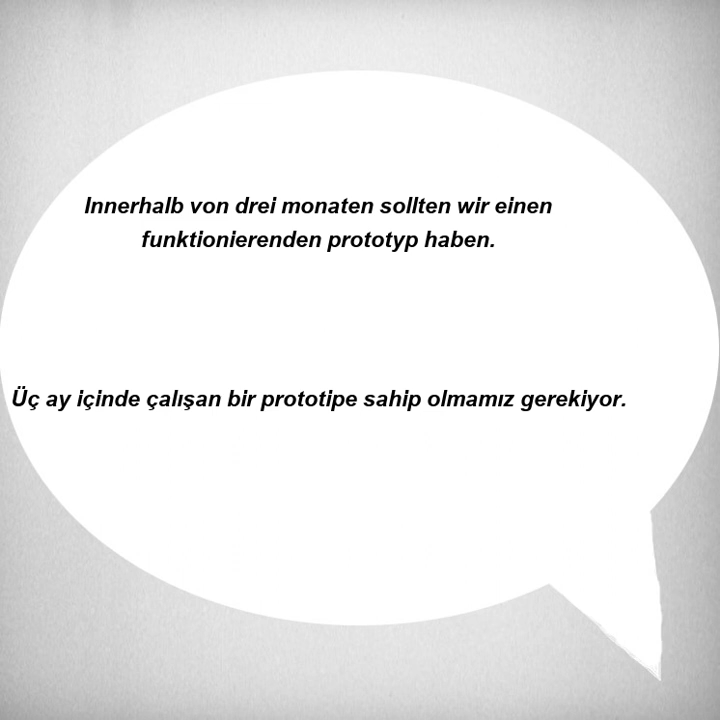 Innerhalb von drei monaten sollten wir einen
funktionierenden prototyp haben.
Üç ay içinde çalışan bir prototipe sahip olmamız gerekiyor.